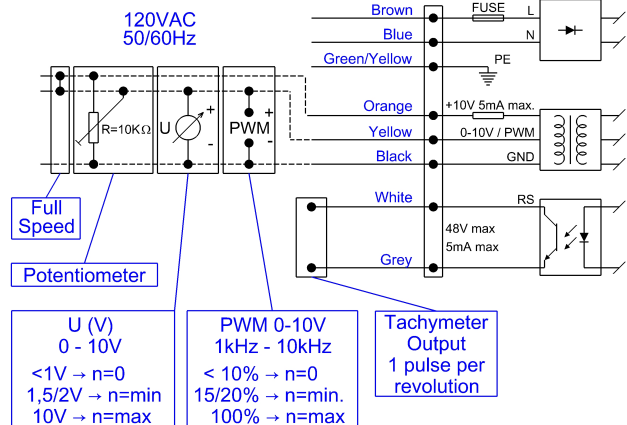 120VAC
50/60Hz
Brown
FUSE
L
Blue
N
Green/Yellow
PE
Orange
+10V 5mA max.
R=10KΩ
U
+
-
PWM
+
-
Yellow
0-10V / PWM
Black
GND
Full
Speed
White
RS
48V max
5mA max
Grey
Potentiometer
U (V)
0 - 10V
<1V → n=0
1,5/2V → n=min
10V → n=max
PWM 0-10V
1kHz - 10kHz
< 10% → n=0
15/20% → n=min.
100% → n=max
Tachymeter
Output
1 pulse per
revolution